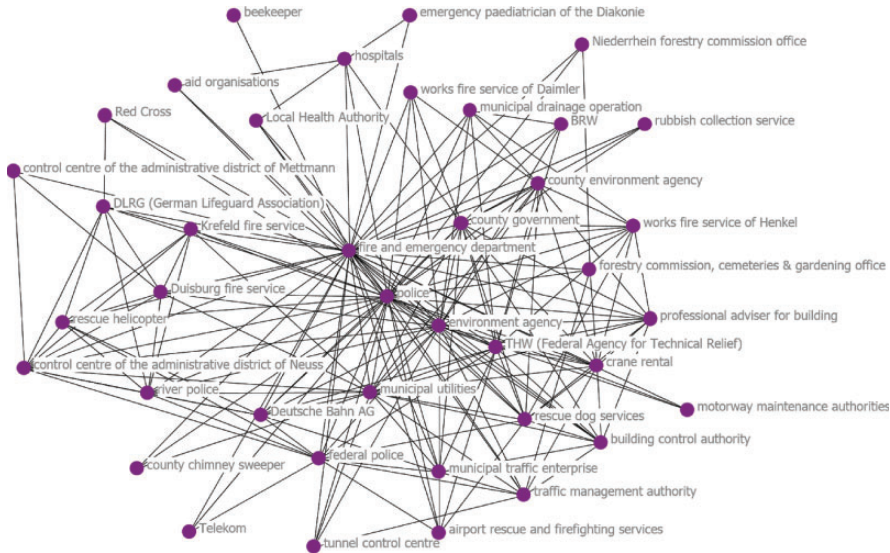 beekeeper
emergency paediatrician of the Diakonie
Niederrhein forestry commission office
hospitals
aid organisations
works fire service of Daimler
municipal drainage operation
Red Cross
Local Health Authority
BRW
rubbish collection service
control centre of the administrative district of Mettmann
county environment agency
DLRG (German Lifeguard Association)
Krefeld fire service
county government
works fire service of Henkel
fire and emergency department
forestry commission, cemeteries & gardening office
Duisburg fire service
police
rescue helicopter
environment agency
professional adviser for building
THW (Federal Agency for Technical Relief)
control centre of the administrative district of Neuss
crane rental
river police
municipal utilities
Deutsche Bahn AG
rescue dog services
motorway maintenance authorities
building control authority
county chimney sweeper
federal police
municipal traffic enterprise
traffic management authority
Telekom
tunnel control centre
airport rescue and firefighting services